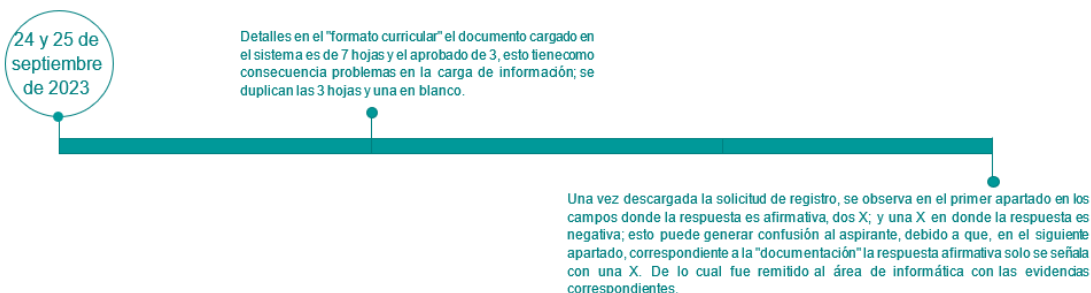 24 y 25 de
septiembre
de 2023
Detalles en el "formato curricular" el documento cargado en
el sistema es de 7 hojas y el aprobado de 3, esto tienecomo
consecuencia problemas en la carga de información; se
duplican las 3 hojas y una en blanco.
Una vez descargada la solicitud de registro, se observa en el primer apartado en los
campos donde la respuesta es afirmativa, dos X; y una X en donde la respuesta es
negativa; esto puede generar confusión al aspirante, debido a que, en el siguiente
apartado, correspondiente a la "documentación" la respuesta afirmativa solo se señala
con una X. De lo cual fue remitido al área de informática con las evidencias
correspondientes.